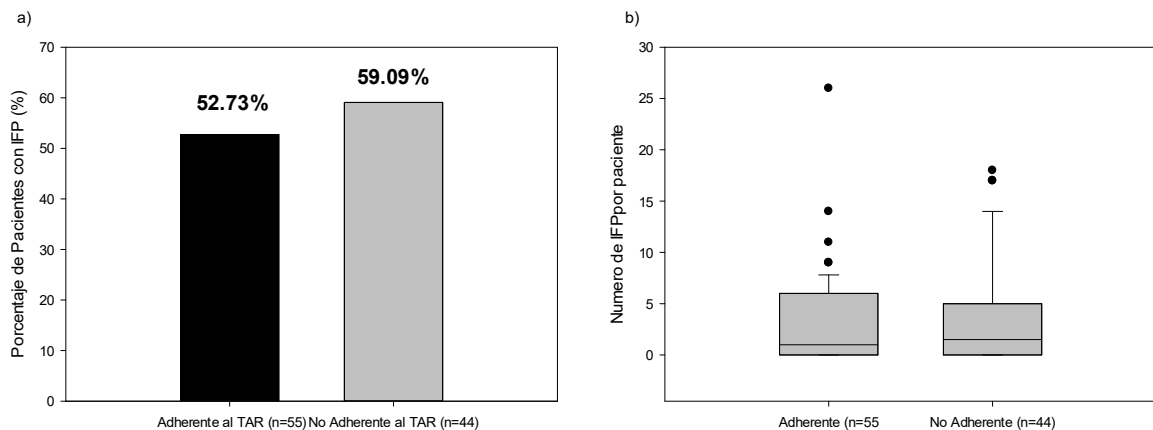 a)
Porcentaje de Pacientes con IFP (%)
70
60
50
40
30
20
10
0
52.73%
59.09%
Adherente al TAR (n=55)
No Adherente al TAR (n=44)
b)
Numero de IFPpor paciente
30
25
20
15
10
5
0
Adherente (n=55
No Adherente (n=44)